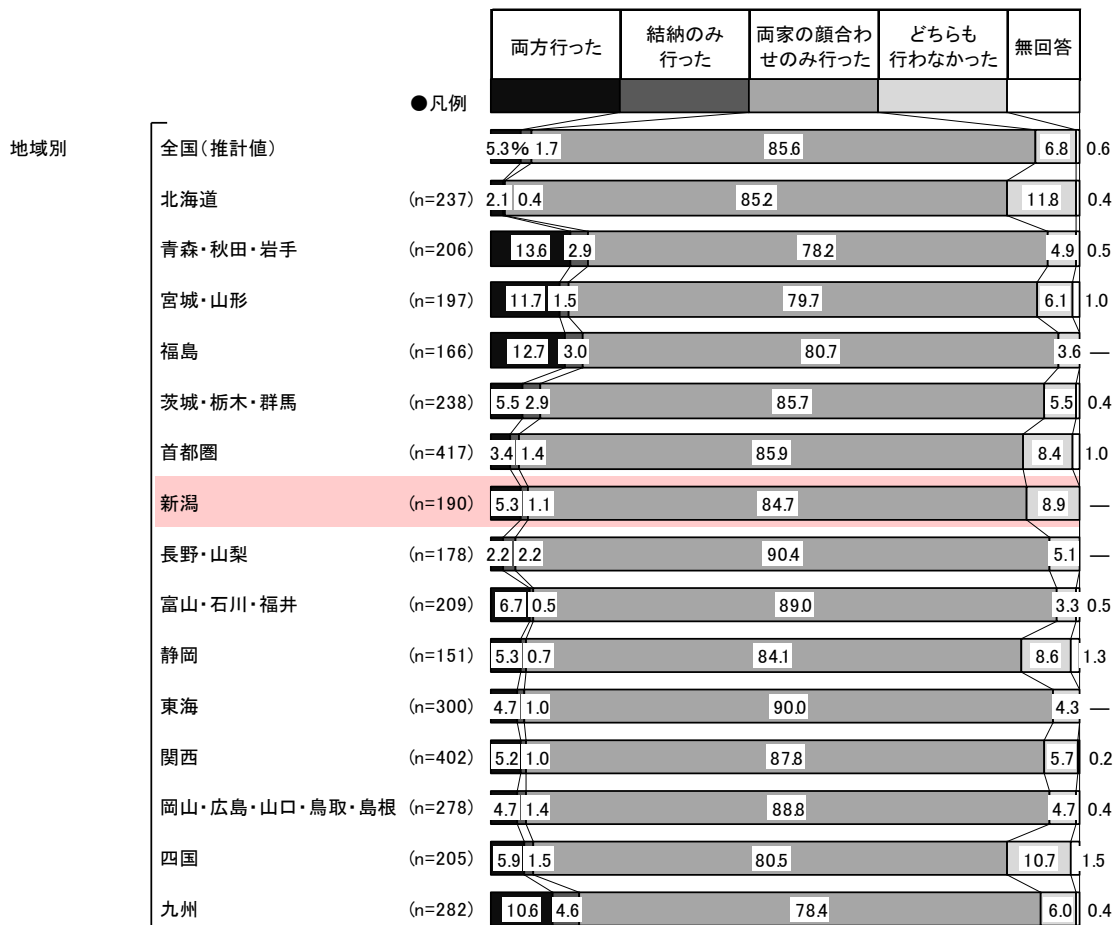 両方行った
結納のみ
行った
両家の顔合わ
せのみ行った
どちらも
行わなかった
無回答
●凡例
地域別
全国(推計値) 5.3% 1.7 85.6 6.8 0.6
北海道 (n=237) 2.1 0.4 85.2 11.8 0.4
青森・秋田・岩手 (n=206) 13.6 2.9 78.2 4.9 0.5
宮城・山形 (n=197) 11.7 1.5 79.7 6.1 1.0
福島 (n=166) 12.7 3.0 80.7 3.6 ―
茨城・栃木・群馬 (n=238) 5.5 2.9 85.7 5.5 0.4
首都圏 (n=417) 3.4 1.4 85.9 8.4 1.0
新潟 (n=190) 5.3 1.1 84.7 8.9 ―
長野・山梨 (n=178) 2.2 2.2 90.4 5.1 ―
富山・石川・福井 (n=209) 6.7 0.5 89.0 3.3 0.5
静岡 (n=151) 5.3 0.7 84.1 8.6 1.3
東海 (n=300) 4.7 1.0 90.0 4.3 ―
関西 (n=402) 5.2 1.0 87.8 5.7 0.2
岡山・広島・山口・鳥取・島根 (n=278) 4.7 1.4 88.8 4.7 0.4
四国 (n=205) 5.9 1.5 80.5 10.7 1.5
九州 (n=282) 10.6 4.6 78.4 6.0 0.4